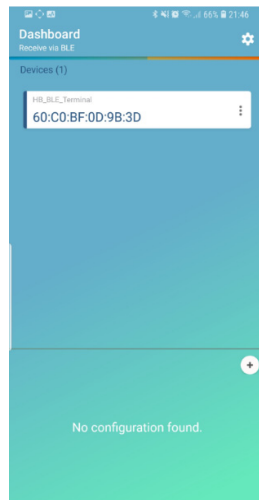 66% 21:46
Dashboard
Receive via BLE
Devices (1)
HB_BLE_Terminal
60:C0:BF:0D:9B:3D
No configuration found.